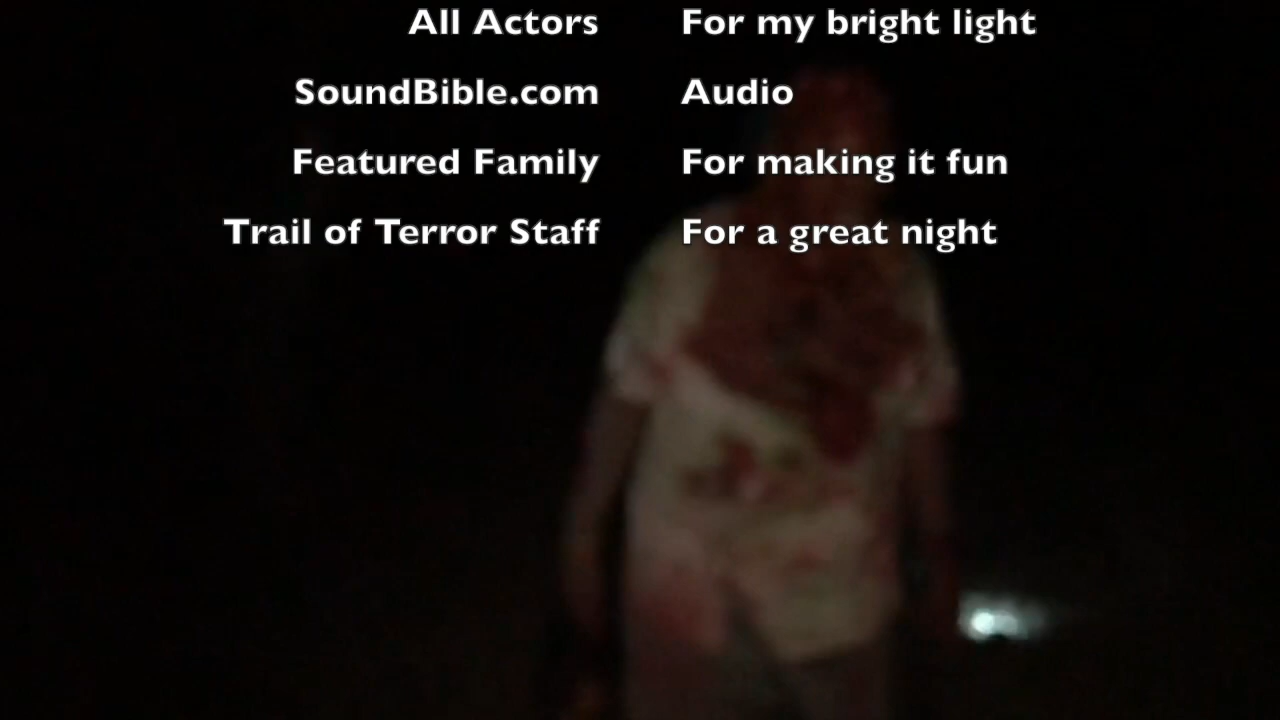 All Actors For my bright light
SoundBible.com Audio
Featured Family For making it fun
Trail of Terror Staff For a great night